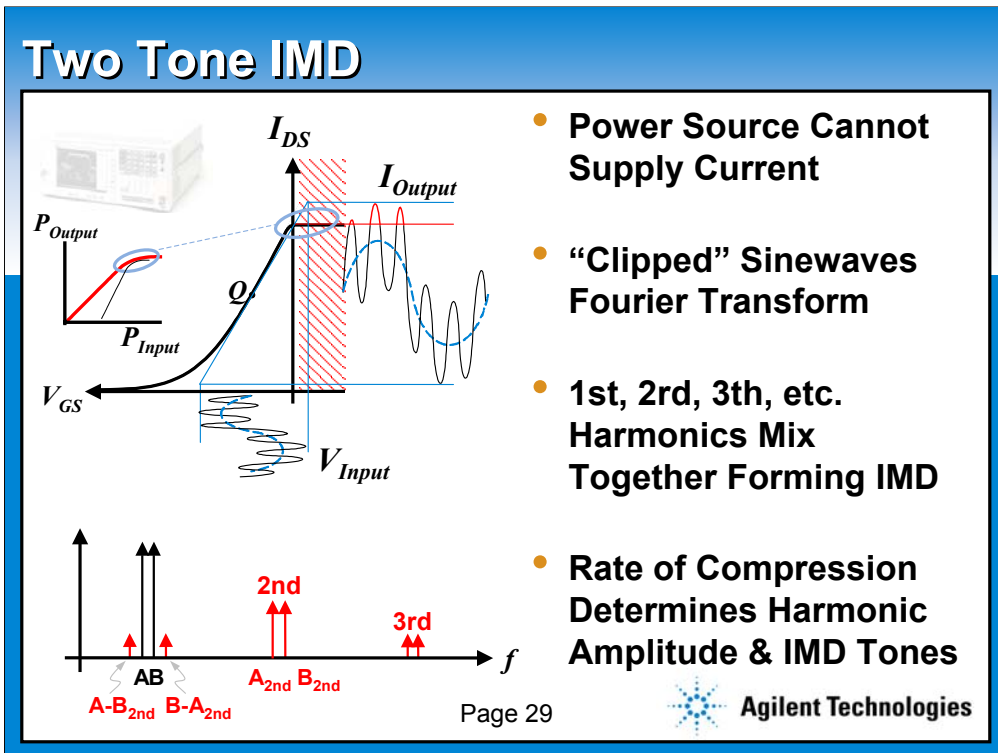 Two Tone IMD
I_DS
I_Output
P_Output
Q
P_Input
V_GS
V_Input
2nd
3rd
f
AB
A_2nd B_2nd
A-B_2nd B-A_2nd
• Power Source Cannot
Supply Current
• “Clipped” Sinewaves
Fourier Transform
• 1st, 2rd, 3th, etc.
Harmonics Mix
Together Forming IMD
• Rate of Compression
Determines Harmonic
Amplitude & IMD Tones
Page 29
Agilent Technologies